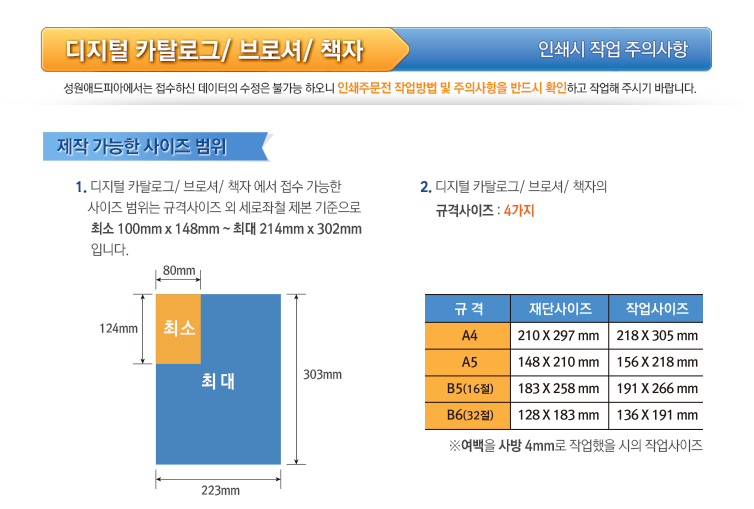 디지털 카탈로그/ 브로셔/ 책자
인쇄시 작업 주의사항
성원애드피아에서는 접수하신 데이터의 수정은 불가능 하오니 인쇄주문전 작업방법 및 주의사항을 반드시 확인하고 작업해 주시기 바랍니다.
제작 가능한 사이즈 범위
1. 디지털 카탈로그/ 브로셔/ 책자 에서 접수 가능한
사이즈 범위는 규격사이즈 외 세로좌철 제본 기준으로
최소 100mm x 148mm ~ 최대 214mm x 302mm
입니다.
80mm
124mm
최소
최대
303mm
223mm
2. 디지털 카탈로그/ 브로셔/ 책자의
규격사이즈 : 4가지
규 격 재단사이즈 작업사이즈
A4 210 X 297 mm 218 X 305 mm
A5 148 X 210 mm 156 X 218 mm
B5(16절) 183 X 258 mm 191 X 266 mm
B6(32절) 128 X 183 mm 136 X 191 mm
※여백을 사방 4mm로 작업했을 시의 작업사이즈